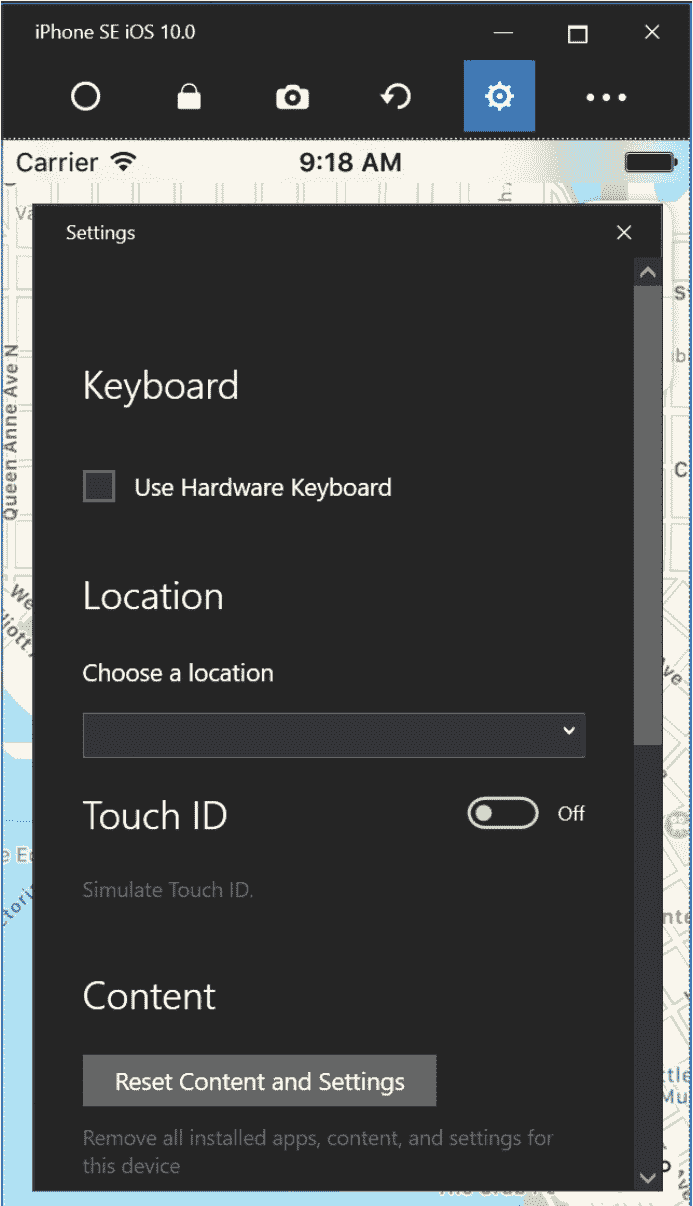 iPhone SE iOS 10.0
Carrier
9:18 AM
Settings
Keyboard
Queen Anne Ave N
Use Hardware Keyboard
Location
Choose a location
Touch ID
Off
Simulate Touch ID.
Content
Reset Content and Settings
Remove all installed apps, content, and settings for
this device